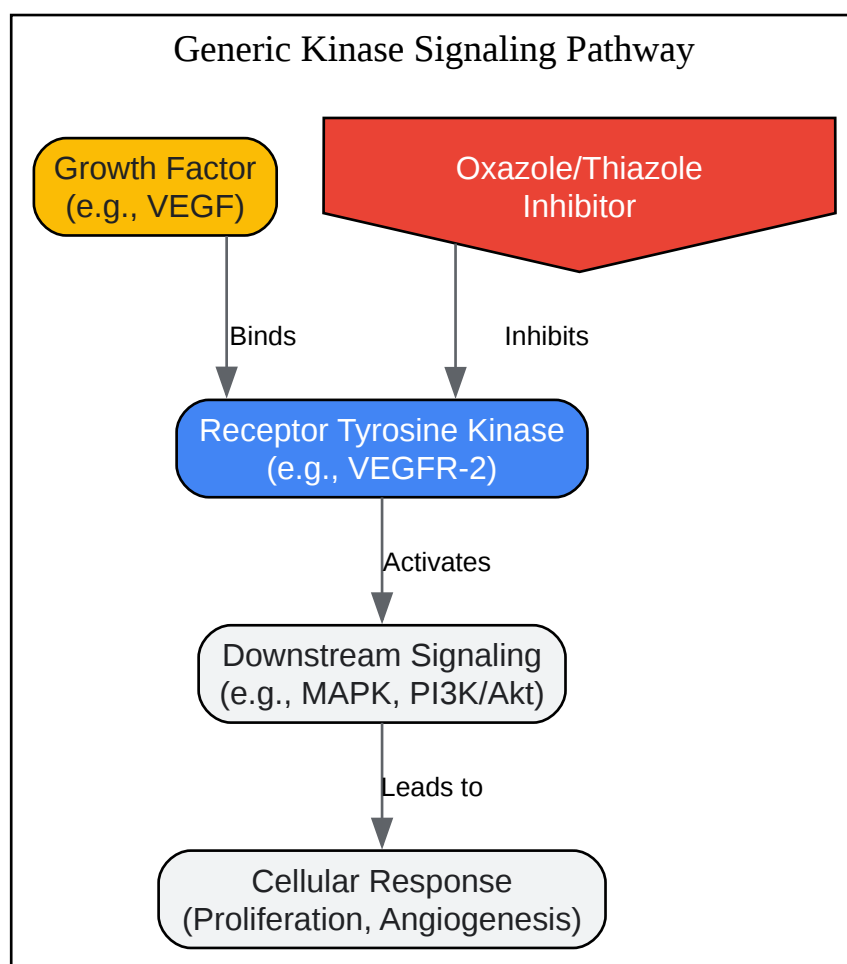 Generic Kinase Signaling Pathway
Growth Factor
(e.g., VEGF)
Oxazole/Thiazole
Inhibitor
Binds
Inhibits
Receptor Tyrosine Kinase
(e.g., VEGFR-2)
Activates
Downstream Signaling
(e.g., MAPK, PI3K/Akt)
Leads to
Cellular Response
(Proliferation, Angiogenesis)